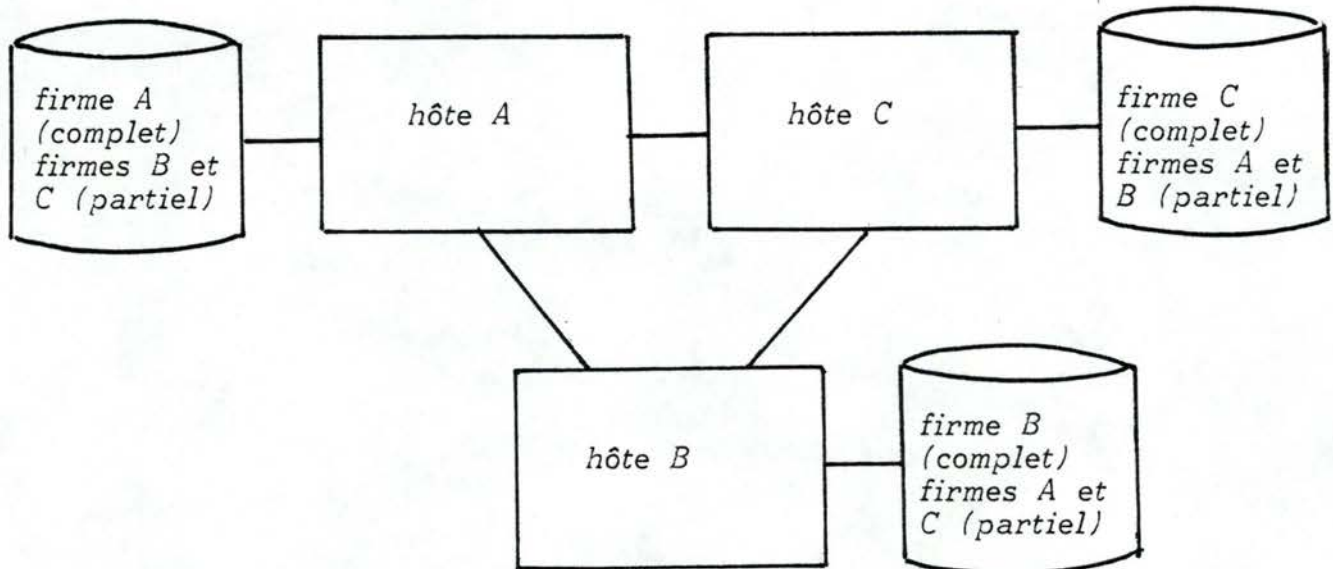 firme A
(complet)
firmes B et
C (partiel)
hôte A
hôte C
firme C
(complet)
firmes A et
B (partiel)
hôte B
firme B
(complet)
firmes A et
C (partiel)